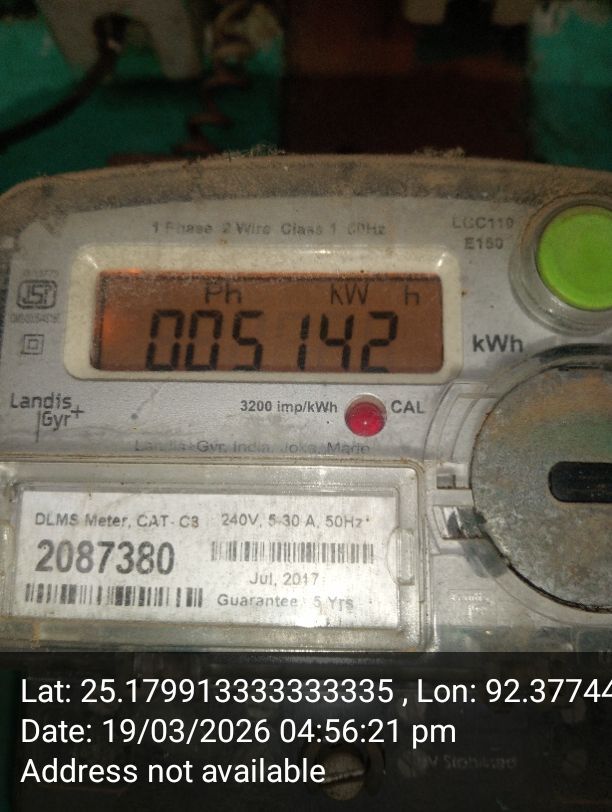 1 Phase 2 Wire Class 1 50Hz
E150
Ph kW h
005142
kWh
Landis
Gyr+
3200 imp/kWh
CAL
DLMS Meter, CAT- C3 240V, 5-30 A, 50Hz
2087380
Jul, 2017
Guarantee 5 Yrs
Lat: 25.179913333333335 , Lon: 92.37744
Date: 19/03/2026 04:56:21 pm
Address not available